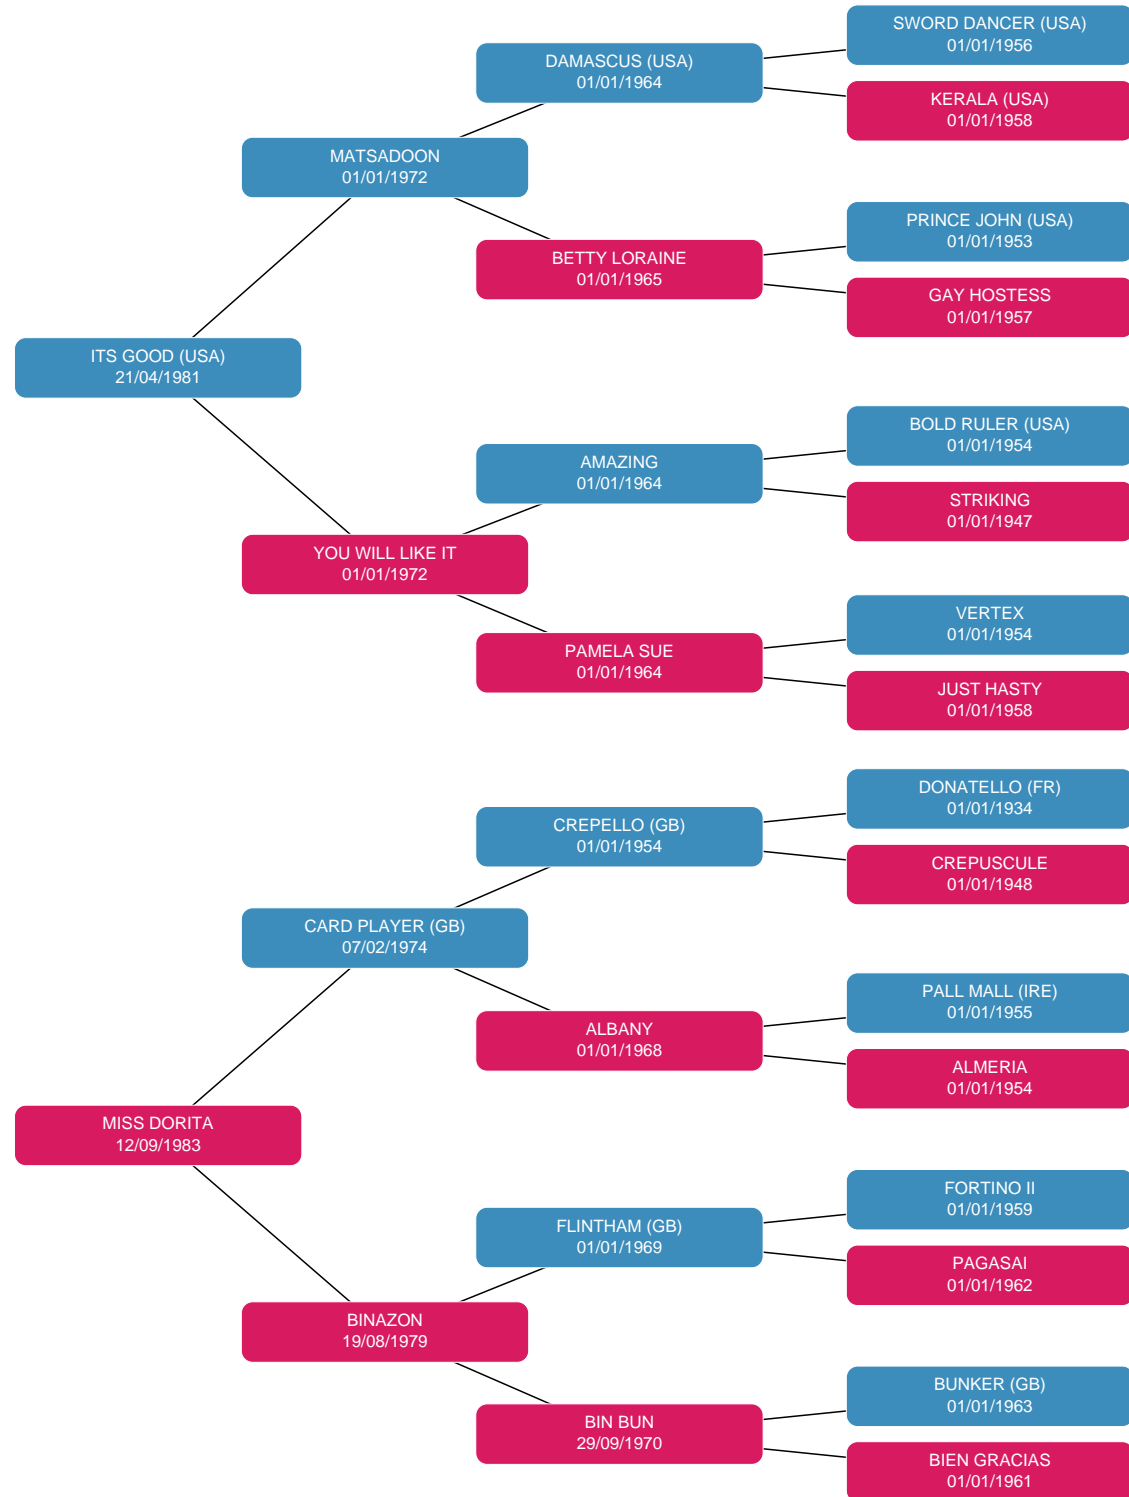 SWORD DANCER (USA)
01/01/1956
DAMASCUS (USA)
01/01/1964
KERALA (USA)
01/01/1958
MATSADOON
01/01/1972
PRINCE JOHN (USA)
01/01/1953
BETTY LORAINE
01/01/1965
GAY HOSTESS
01/01/1957
ITS GOOD (USA)
21/04/1981
BOLD RULER (USA)
01/01/1954
AMAZING
01/01/1964
STRIKING
01/01/1947
YOU WILL LIKE IT
01/01/1972
VERTEX
01/01/1954
PAMELA SUE
01/01/1964
JUST HASTY
01/01/1958
DONATELLO (FR)
01/01/1934
CREPELLO (GB)
01/01/1954
CREPUSCULE
01/01/1948
CARD PLAYER (GB)
07/02/1974
PALL MALL (IRE)
01/01/1955
ALBANY
01/01/1968
ALMERIA
01/01/1954
MISS DORITA
12/09/1983
FORTINO II
01/01/1959
FLINTHAM (GB)
01/01/1969
PAGASAI
01/01/1962
BINAZON
19/08/1979
BUNKER (GB)
01/01/1963
BIN BUN
29/09/1970
BIEN GRACIAS
01/01/1961